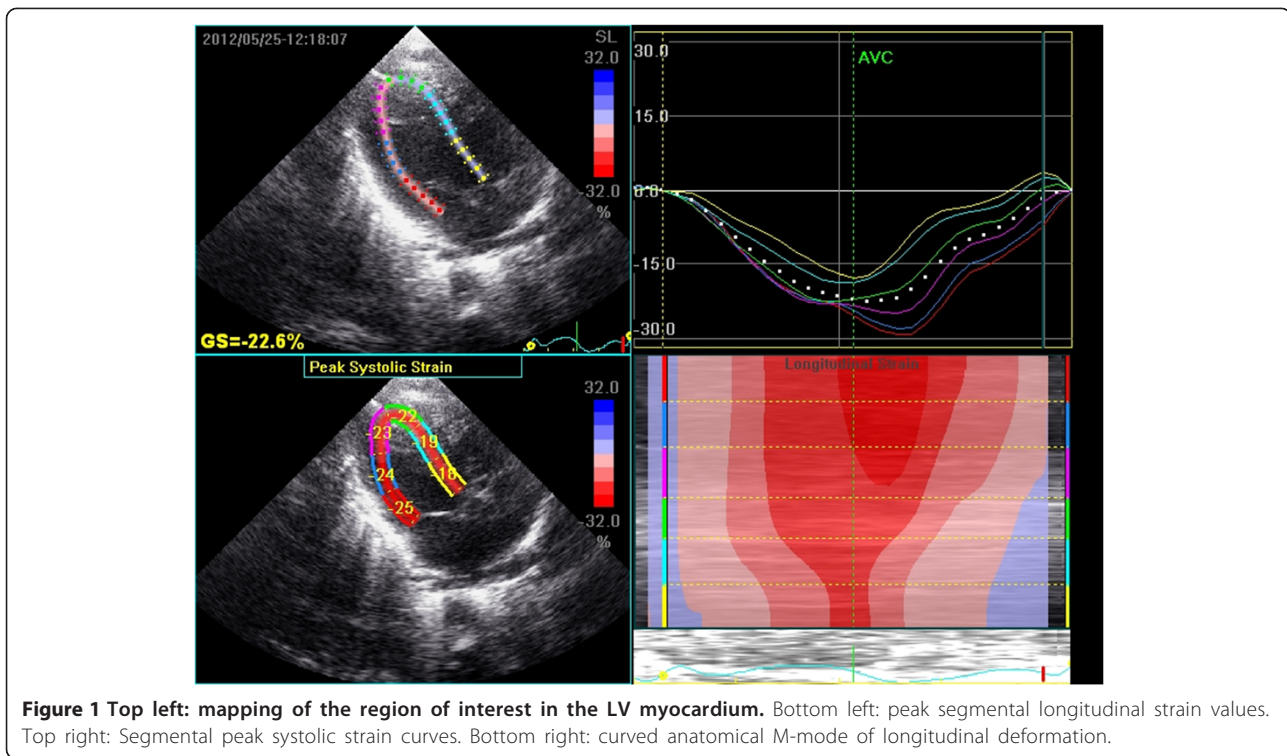 2012/05/25-12:18:07
SL
32.0
-32.0
%
GS=-22.6%
30.0
15.0
0.0
-15.0
-30.0
AVC
Peak Systolic Strain
32.0
-32.0
%
-22
-23
-19
-24
-18
-25
Longitudinal Strain
Figure 1 Top left: mapping of the region of interest in the LV myocardium. Bottom left: peak segmental longitudinal strain values.
Top right: Segmental peak systolic strain curves. Bottom right: curved anatomical M-mode of longitudinal deformation.